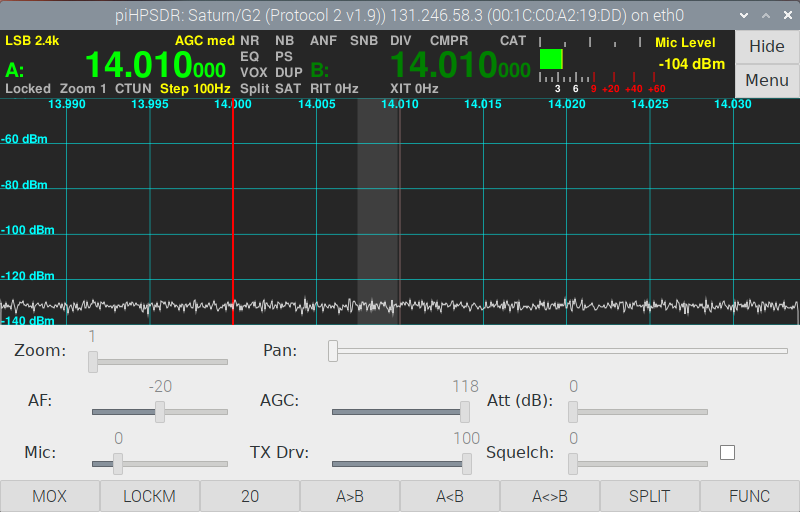 piHPSDR: Saturn/G2 (Protocol 2 v1.9)) 131.246.58.3 (00:1C:C0:A2:19:DD) on eth0
LSB 2.4k AGC med NR NB ANF SNB DIV CMPR CAT Mic Level Hide
EQ PS
A: 14.010000 VOX DUP B: 14.010000 -104 dBm
Locked Zoom 1 CTUN Step 100Hz Split SAT RIT 0Hz XIT 0Hz 3 6 9 +20 +40 +60 Menu
13.990 13.995 14.000 14.005 14.010 14.015 14.020 14.025 14.030
-60 dBm
-80 dBm
-100 dBm
-120 dBm
-140 dBm
Zoom: 1 Pan:
AF: -20 AGC: 118 Att (dB): 0
Mic: 0 TX Drv: 100 Squelch: 0
MOX LOCKM 20 A>B A<B A<>B SPLIT FUNC